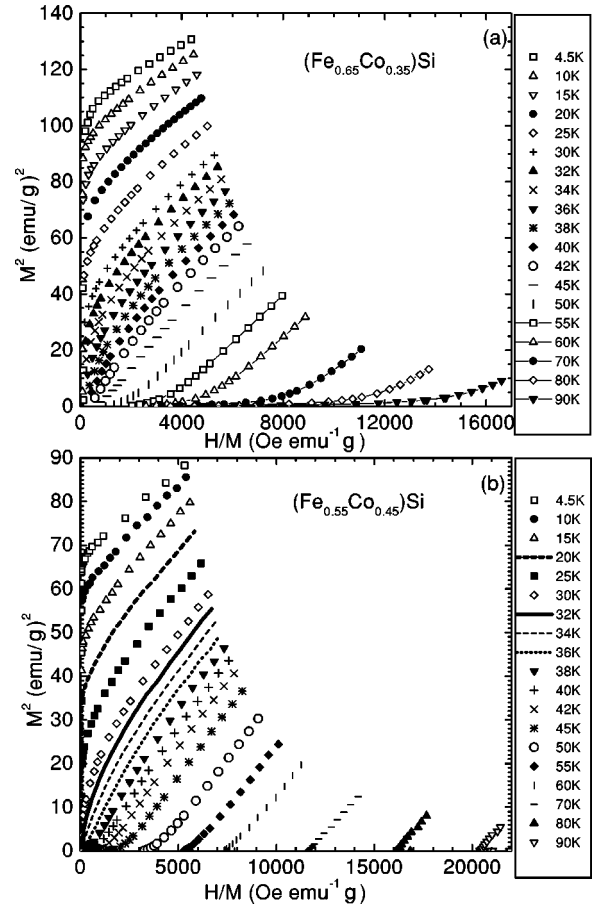 (a)
(Fe0.65Co0.35)Si
M2 (emu/g)2
140
120
100
80
60
40
20
0
0 4000 8000 12000 16000
H/M (Oe emu-1 g)
4.5K
10K
15K
20K
25K
30K
32K
34K
36K
38K
40K
42K
45K
50K
55K
60K
70K
80K
90K
(b)
(Fe0.55Co0.45)Si
M2 (emu/g)2
90
80
70
60
50
40
30
20
10
0
0 5000 10000 15000 20000
H/M (Oe emu-1 g)
4.5K
10K
15K
20K
25K
30K
32K
34K
36K
38K
40K
42K
45K
50K
55K
60K
70K
80K
90K